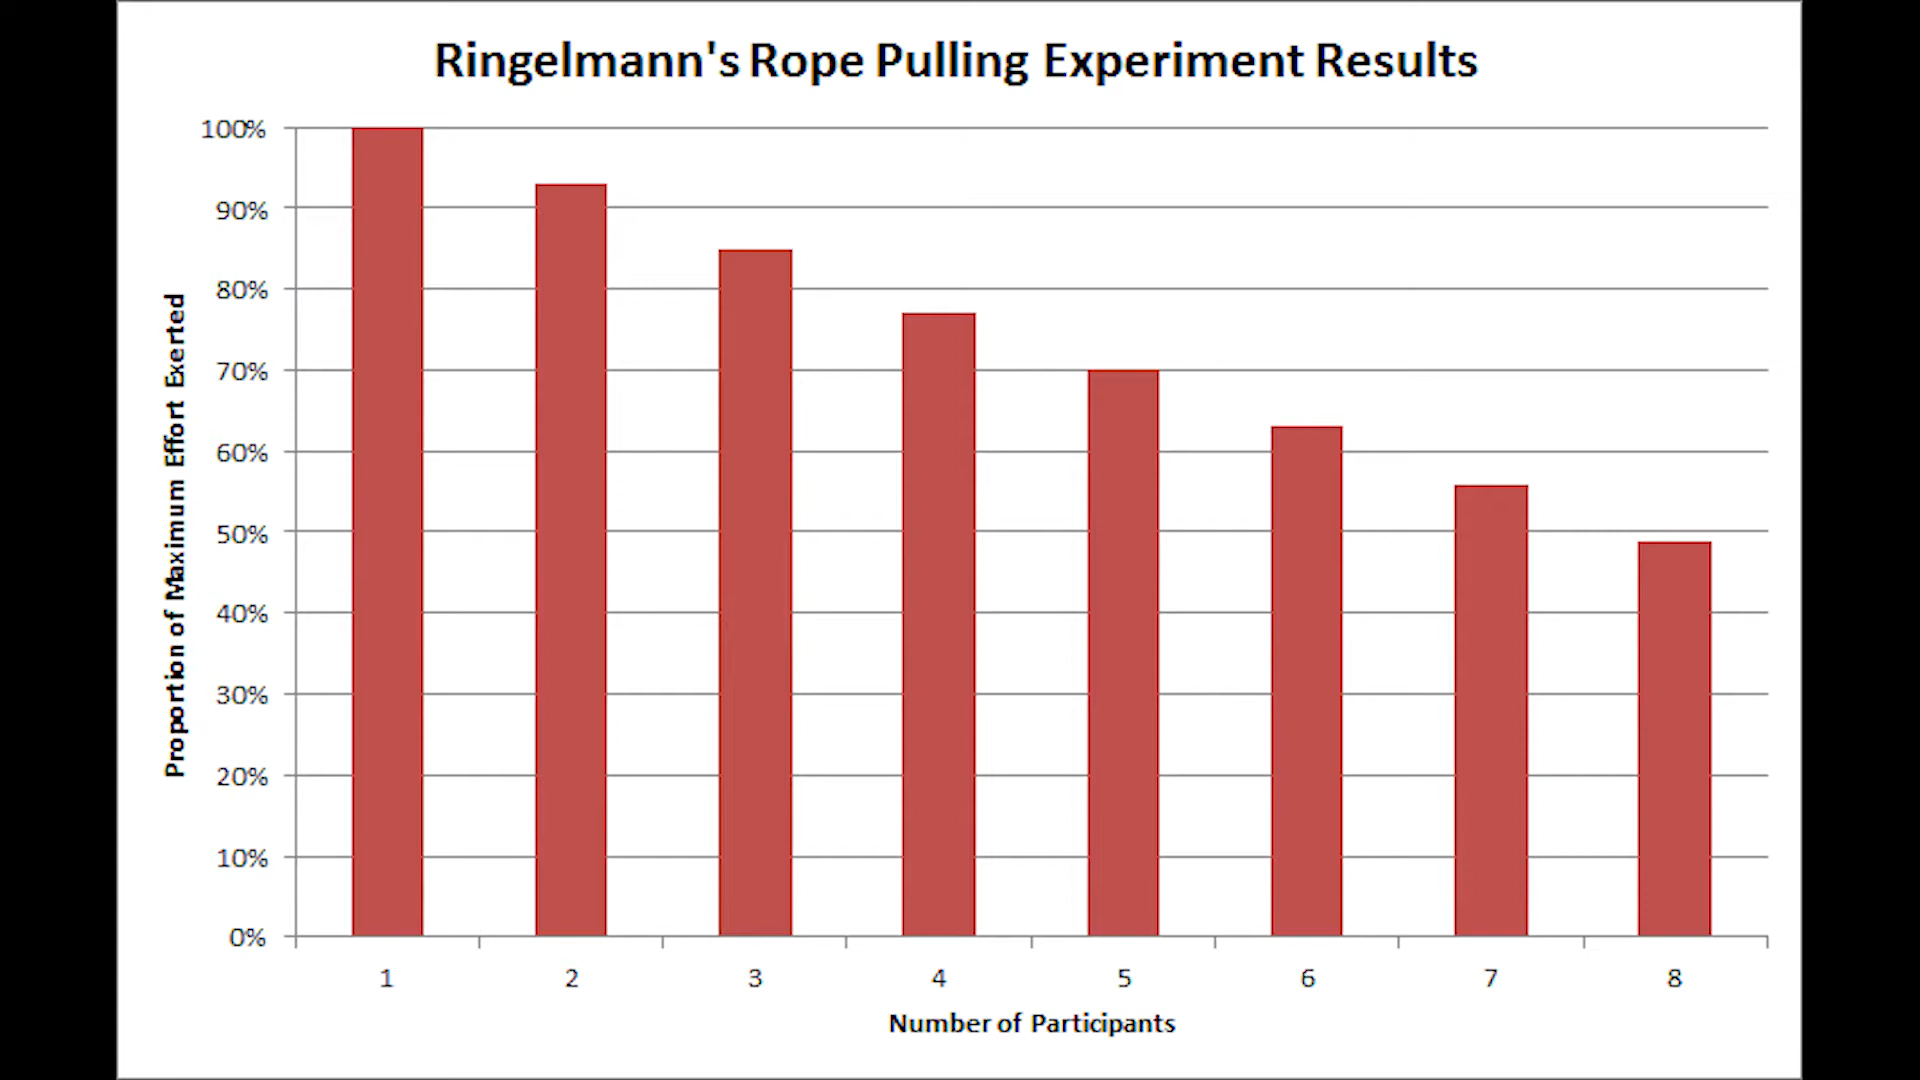 Ringelmann's Rope Pulling Experiment Results
100%
90%
80%
70%
60%
50%
40%
30%
20%
10%
0%
Proportion of Maximum Effort Exerted
1 2 3 4 5 6 7 8
Number of Participants